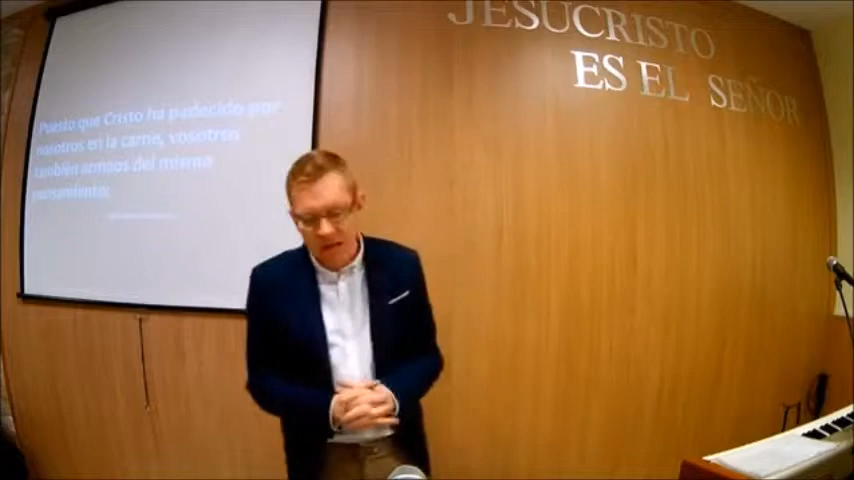 JESUCRISTO
ES EL SEÑOR
Puesto que Cristo ha padecido por
nosotros en la carne, vosotros
también armaos del mismo
pensamiento;